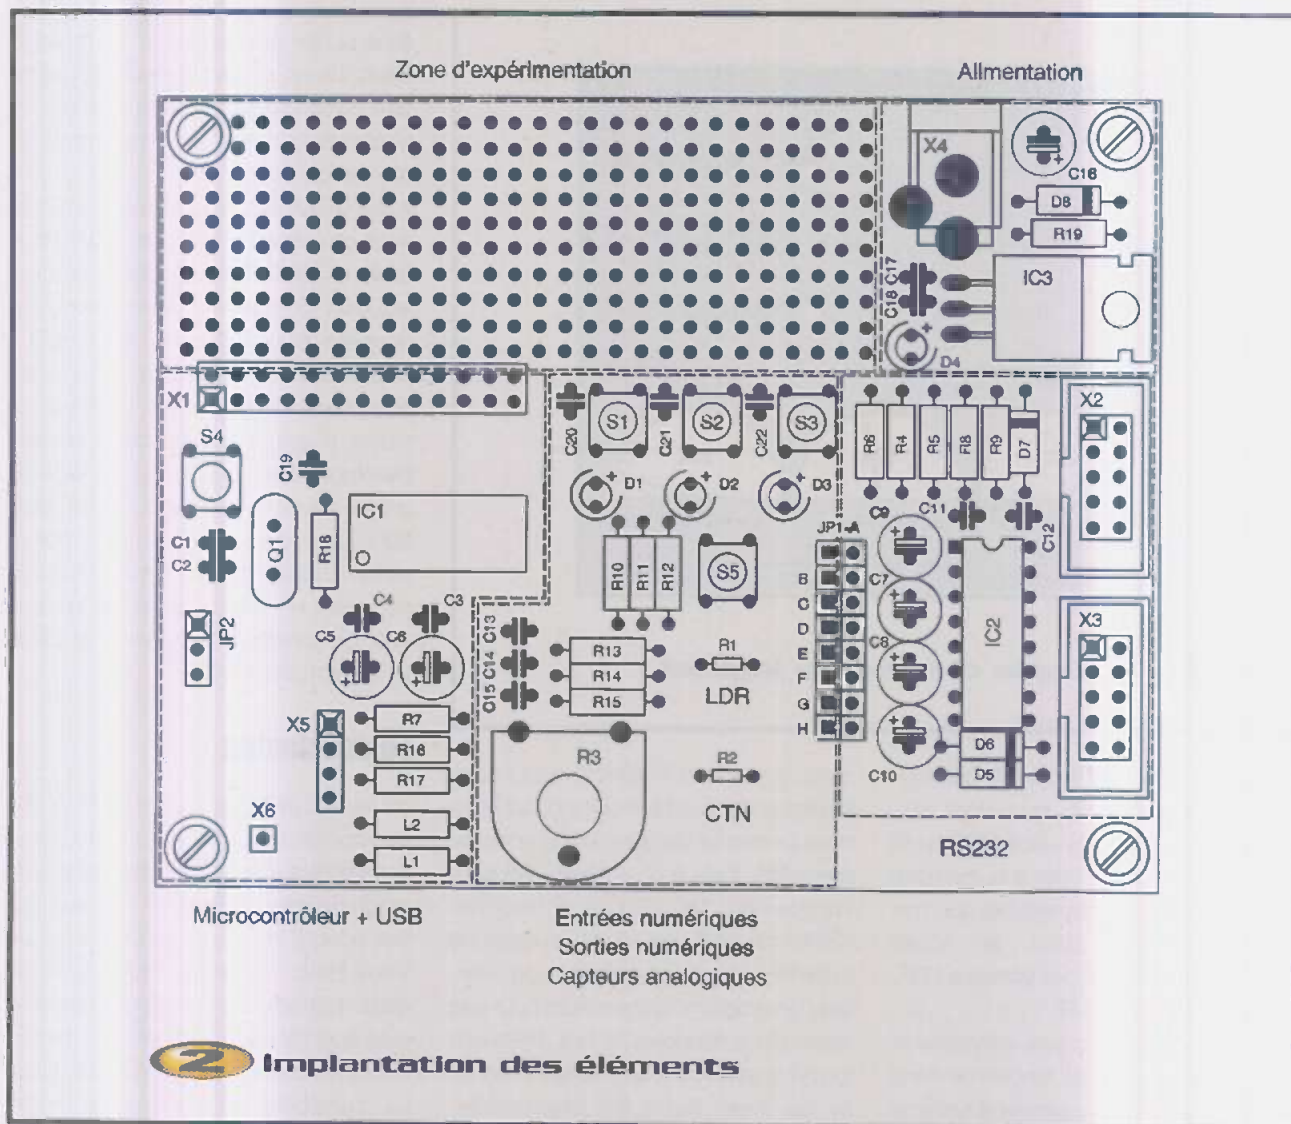 Zone d'expérimentation
Alimentation
X4
C16
D8
R19
C17
C18
IC3
D4
X1
S4
C19
IC1
C1
C2
Q1
R18
JP2
C4
C3
C5
C6
X5
R7
R16
R17
L2
L1
X6
C20
S1
C21
S2
C22
S3
D1
D2
D3
R10
R11
R12
S5
C13
C14
C15
R13
R14
R15
R1
LDR
R3
R2
CTN
JP1-A
B
C
D
E
F
G
H
R6
R4
R5
R8
R9
D7
X2
C9
C11
C12
C7
C8
C10
IC2
D6
D5
X3
RS232
Microcontrôleur + USB
Entrées numériques
Sorties numériques
Capteurs analogiques
2 Implantation des éléments